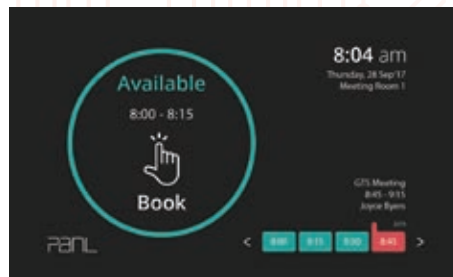 8:04 am
Thursday, 28 Sep'17
Meeting Room 1
Available
8:00 - 8:15
Book
GTS Meeting
8:45 - 9:15
Joyce Byers
PanL
< 8:00 8:15 8:30 8:45 >